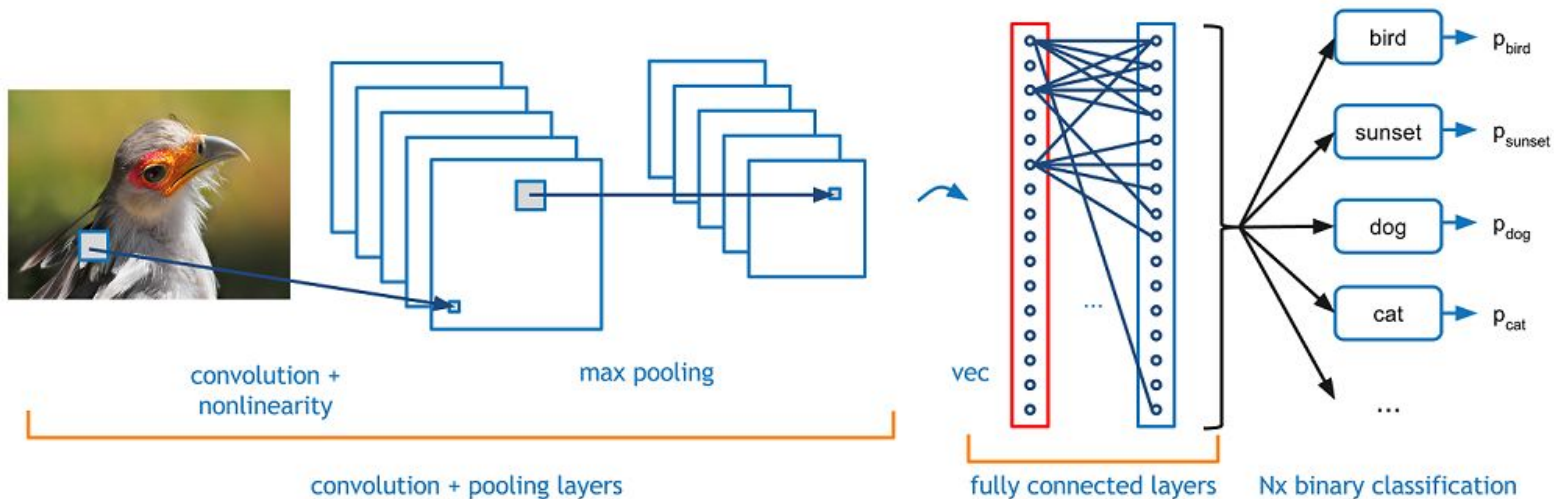 bird
p_bird
sunset
p_sunset
dog
p_dog
cat
p_cat
...
...
convolution +
nonlinearity
max pooling
vec
convolution + pooling layers
fully connected layers
Nx binary classification